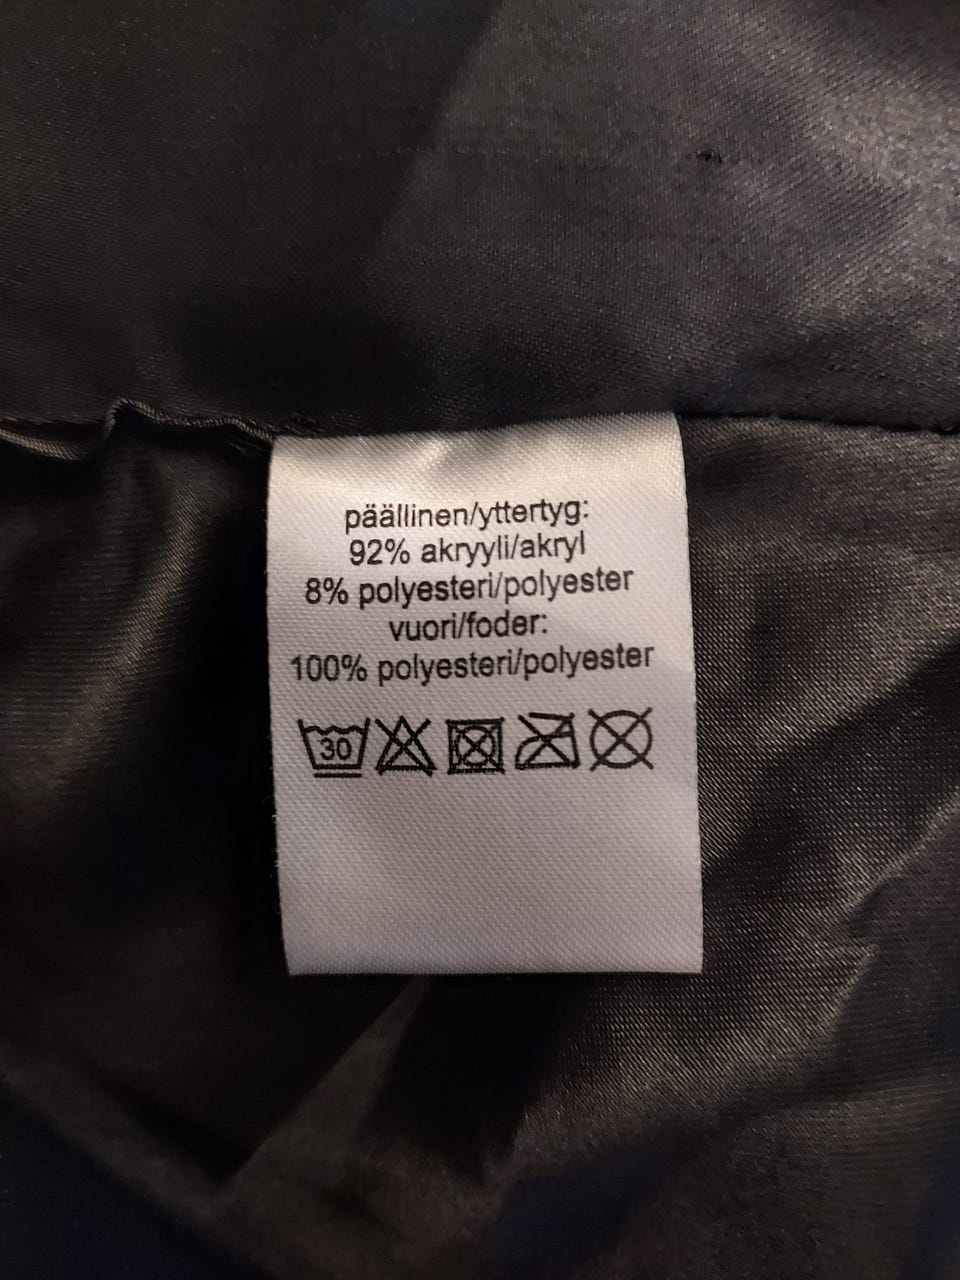 päällinen/yttertyg:
92% akryyli/akryl
8% polyesteri/polyester
vuori/foder:
100% polyesteri/polyester
30